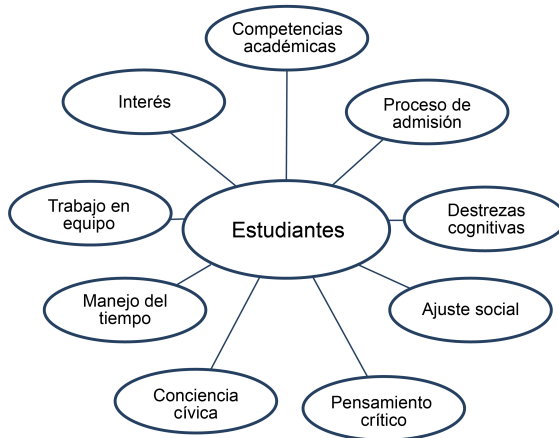 Competencias
académicas
Interés
Proceso de
admisión
Trabajo en
equipo
Estudiantes
Destrezas
cognitivas
Manejo del
tiempo
Ajuste social
Conciencia
cívica
Pensamiento
crítico